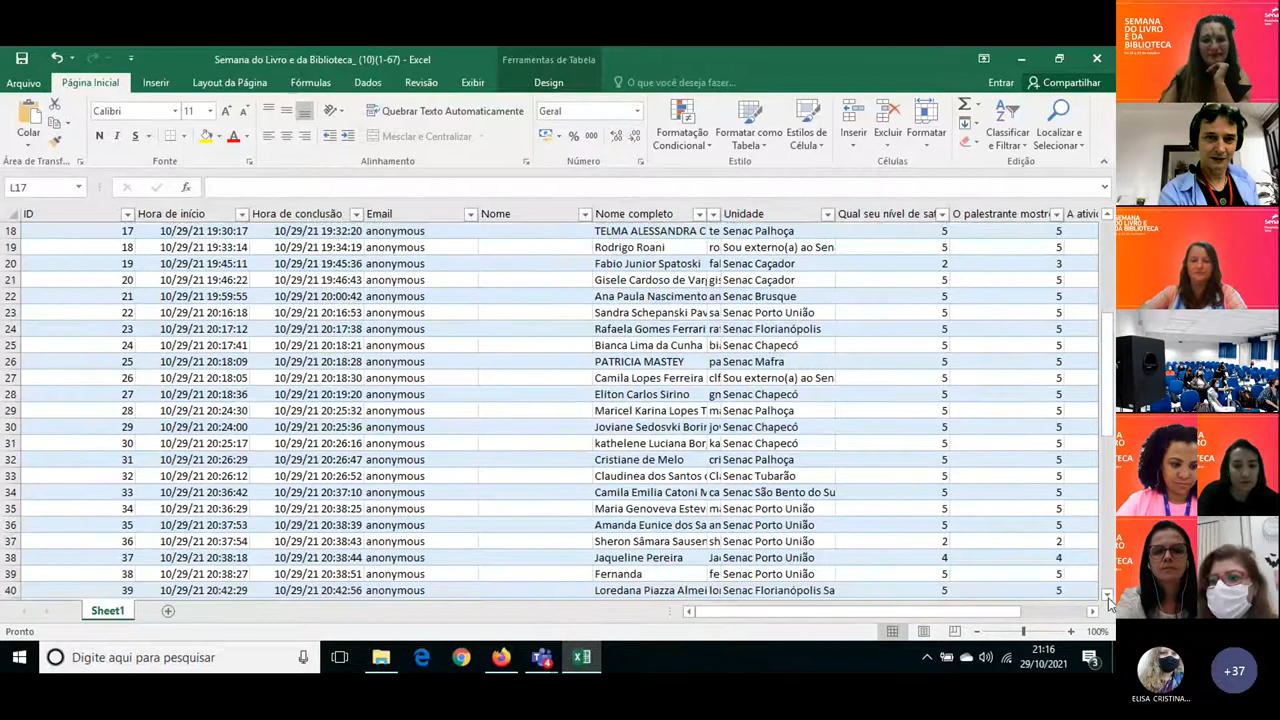 Semana do Livro e da Biblioteca_ (10)(1-67) - Excel
Ferramentas de Tabela
Arquivo Página Inicial Inserir Layout da Página Fórmulas Dados Revisão Exibir Design O que você deseja fazer... Entrar Compartilhar
Colar Calibri 11 Quebrar Texto Automaticamente Geral
N I S Mesclar e Centralizar % 000 Formatação Condicional Formatar como Tabela Estilos de Célula Inserir Excluir Formatar Classificar e Filtrar Localizar e Selecionar
Área de Transf... Fonte Alinhamento Número Estilo Células Edição
L17 fx
ID Hora de início Hora de conclusão Email Nome Nome completo Unidade Qual seu nível de sat O palestrante mostro A ativi
18 17 10/29/21 19:30:17 10/29/21 19:32:20 anonymous TELMA ALESSANDRA C te Senac Palhoça 5 5
19 18 10/29/21 19:33:14 10/29/21 19:34:19 anonymous Rodrigo Roani ro Sou externo(a) ao Sen 5 5
20 19 10/29/21 19:45:11 10/29/21 19:45:36 anonymous Fabio Junior Spatoski fal Senac Caçador 2 3
21 20 10/29/21 19:46:22 10/29/21 19:46:43 anonymous Gisele Cardoso de Var gis Senac Caçador 5 5
22 21 10/29/21 19:59:55 10/29/21 20:00:42 anonymous Ana Paula Nascimento an Senac Brusque 5 5
23 22 10/29/21 20:16:18 10/29/21 20:16:53 anonymous Sandra Schepanski Pav sa Senac Porto União 5 5
24 23 10/29/21 20:17:12 10/29/21 20:17:38 anonymous Rafaela Gomes Ferrari ra Senac Florianópolis 5 5
25 24 10/29/21 20:17:41 10/29/21 20:18:21 anonymous Bianca Lima da Cunha bi Senac Chapecó 5 5
26 25 10/29/21 20:18:09 10/29/21 20:18:28 anonymous PATRICIA MASTEY pa Senac Mafra 5 5
27 26 10/29/21 20:18:05 10/29/21 20:18:30 anonymous Camila Lopes Ferreira clf Sou externo(a) ao Sen 5 5
28 27 10/29/21 20:18:36 10/29/21 20:19:20 anonymous Eliton Carlos Sirino Senac Chapecó 5 5
29 28 10/29/21 20:24:30 10/29/21 20:25:32 anonymous Maricel Karina Lopes T m Senac Palhoça 5 5
30 29 10/29/21 20:24:00 10/29/21 20:25:36 anonymous Joviane Sedosvki Borin jo Senac Chapecó 5 5
31 30 10/29/21 20:25:17 10/29/21 20:26:16 anonymous kathelene Luciana Bor ka Senac Chapecó 5 5
32 31 10/29/21 20:26:29 10/29/21 20:26:47 anonymous Cristiane de Melo cri Senac Palhoça 5 5
33 32 10/29/21 20:26:12 10/29/21 20:26:52 anonymous Claudinea dos Santos Senac Tubarão 5 5
34 33 10/29/21 20:36:42 10/29/21 20:37:10 anonymous Camila Emilia Catoni M ca Senac São Bento do Su 5 5
35 34 10/29/21 20:36:29 10/29/21 20:38:25 anonymous Maria Genoveva Estev m Senac Porto União 5 5
36 35 10/29/21 20:37:53 10/29/21 20:38:39 anonymous Amanda Eunice dos Sa an Senac Porto União 5 5
37 36 10/29/21 20:37:54 10/29/21 20:38:43 anonymous Sheron Sâmara Sausen sh Senac Porto União 2 2
38 37 10/29/21 20:38:18 10/29/21 20:38:44 anonymous Jaqueline Pereira Ja Senac Porto União 4 4
39 38 10/29/21 20:38:27 10/29/21 20:38:51 anonymous Fernanda fe Senac Porto União 5 5
40 39 10/29/21 20:42:29 10/29/21 20:42:56 anonymous Loredana Piazza Almei lo Senac Florianópolis Sa 5 5
Sheet1
Pronto 100%
Digite aqui para pesquisar
21:16
29/10/2021
3
SEMANA
DO LIVRO
E DA
BIBLIOTECA
SEMANA
DO LIVRO
E DA
BIBLIOTECA
ELISA CRISTINA...
+37